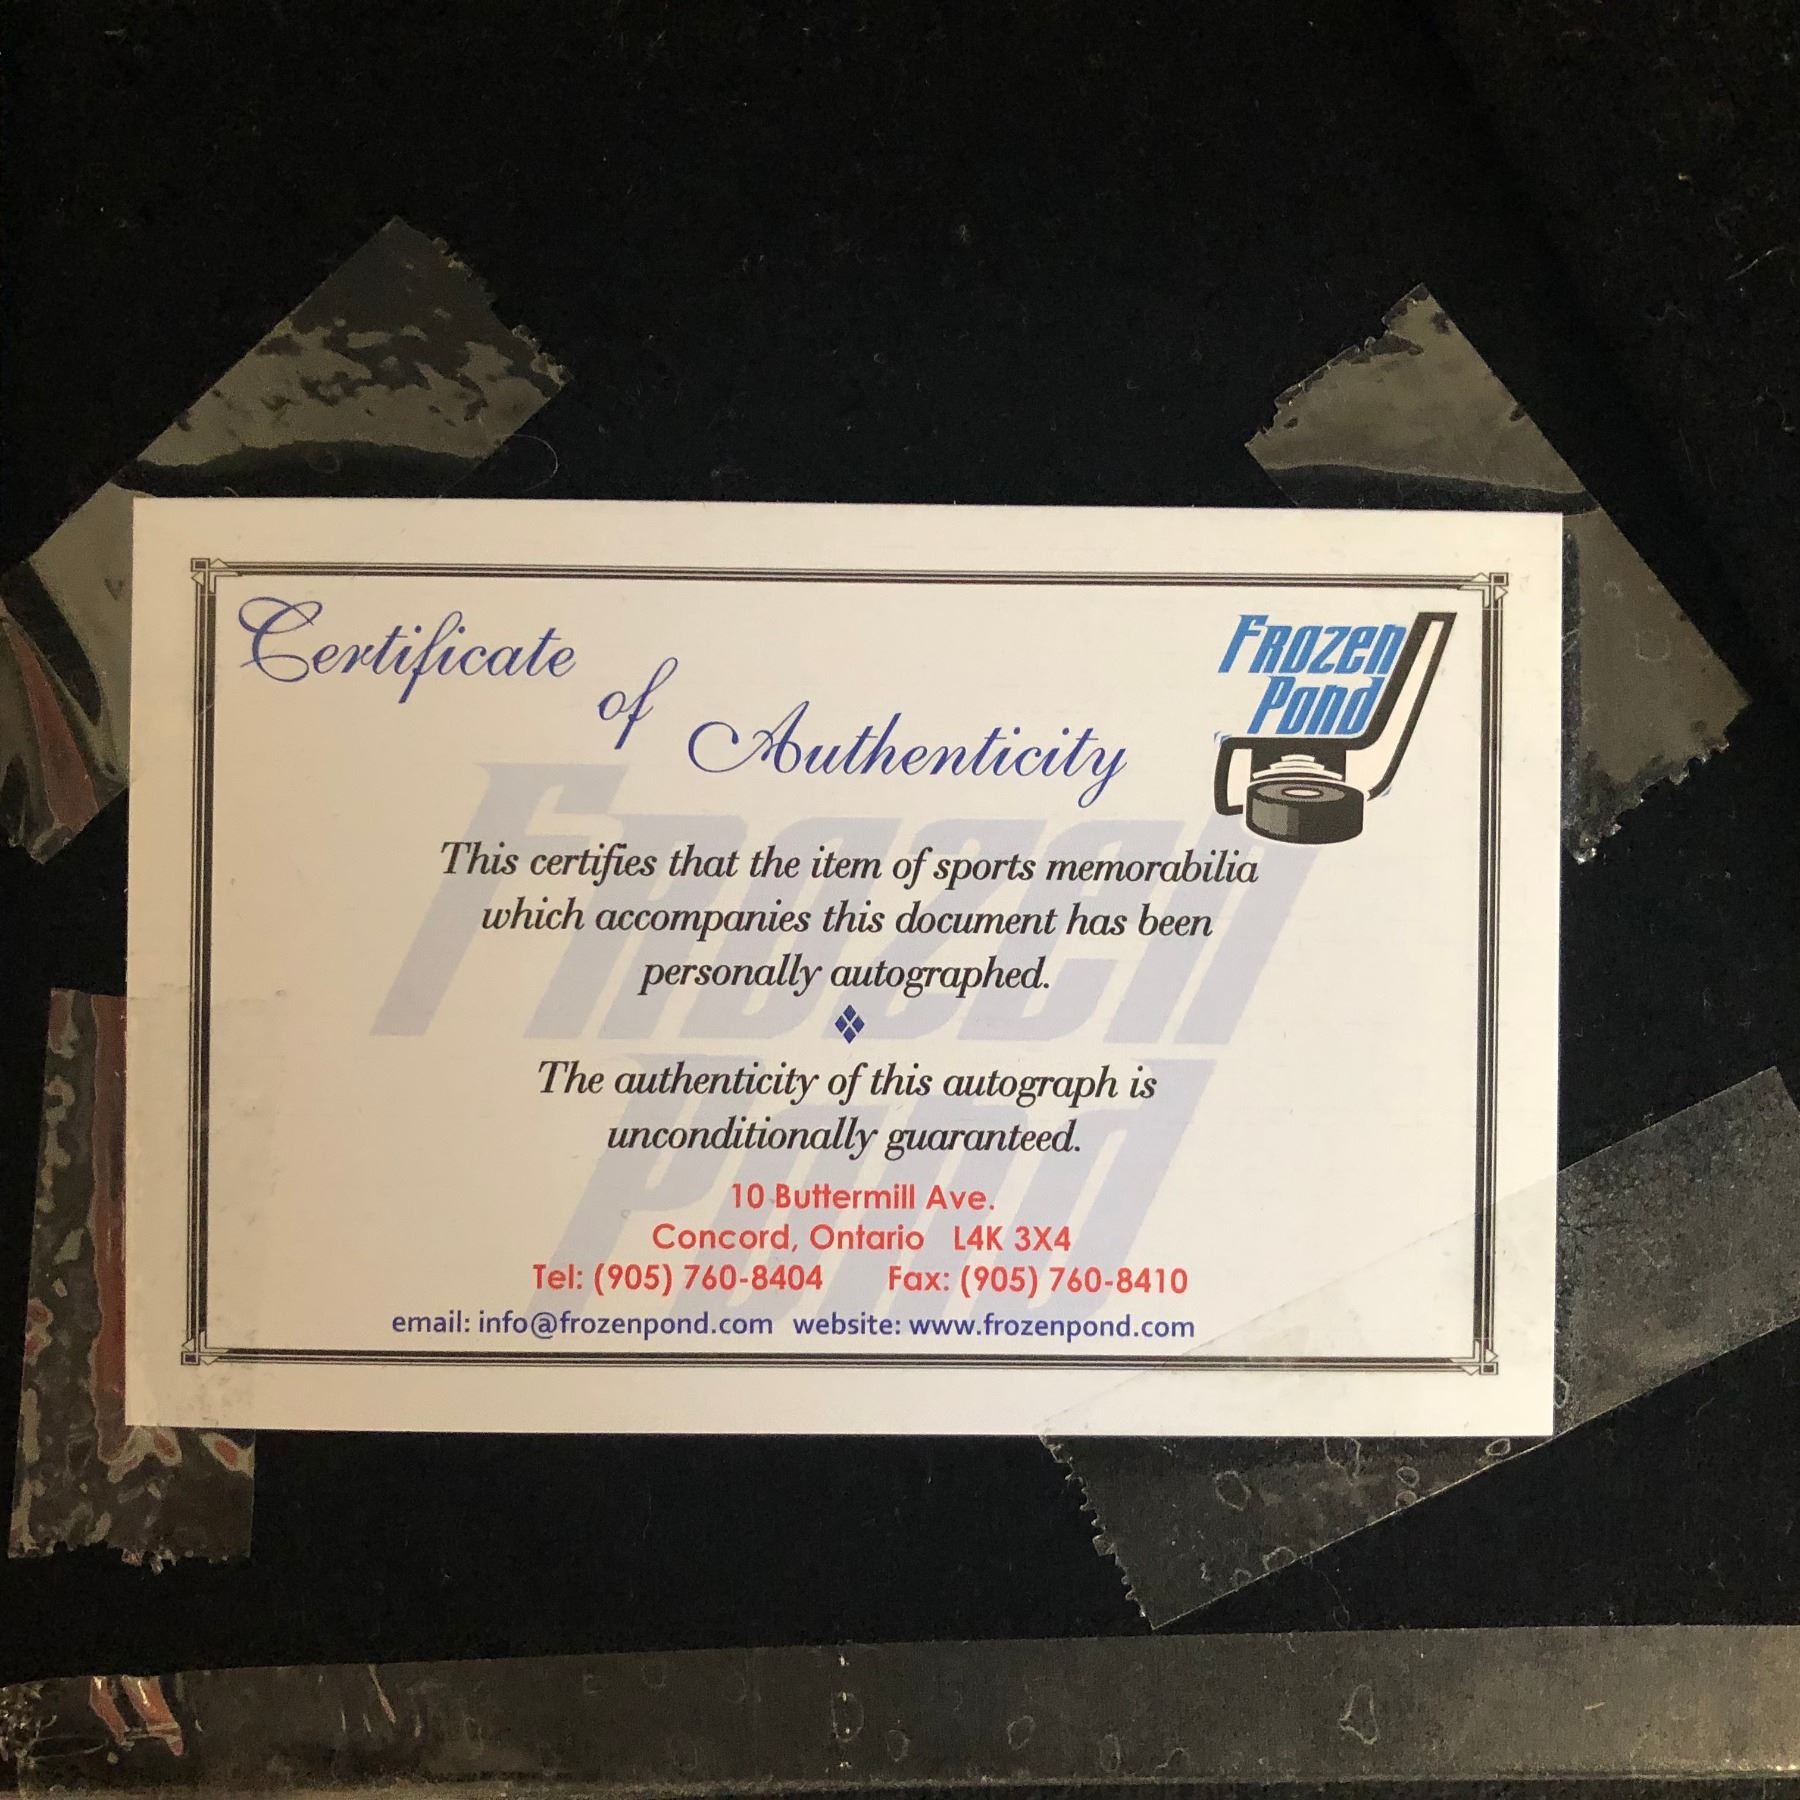 Certificate
of
Authenticity
Frozen
Pond
This certifies that the item of sports memorabilia
which accompanies this document has been
personally autographed.
The authenticity of this autograph is
unconditionally guaranteed.
10 Buttermill Ave.
Concord, Ontario L4K 3X4
Tel: (905) 760-8404 Fax: (905) 760-8410
email: info@frozenpond.com website: www.frozenpond.com
Frozen
Pond